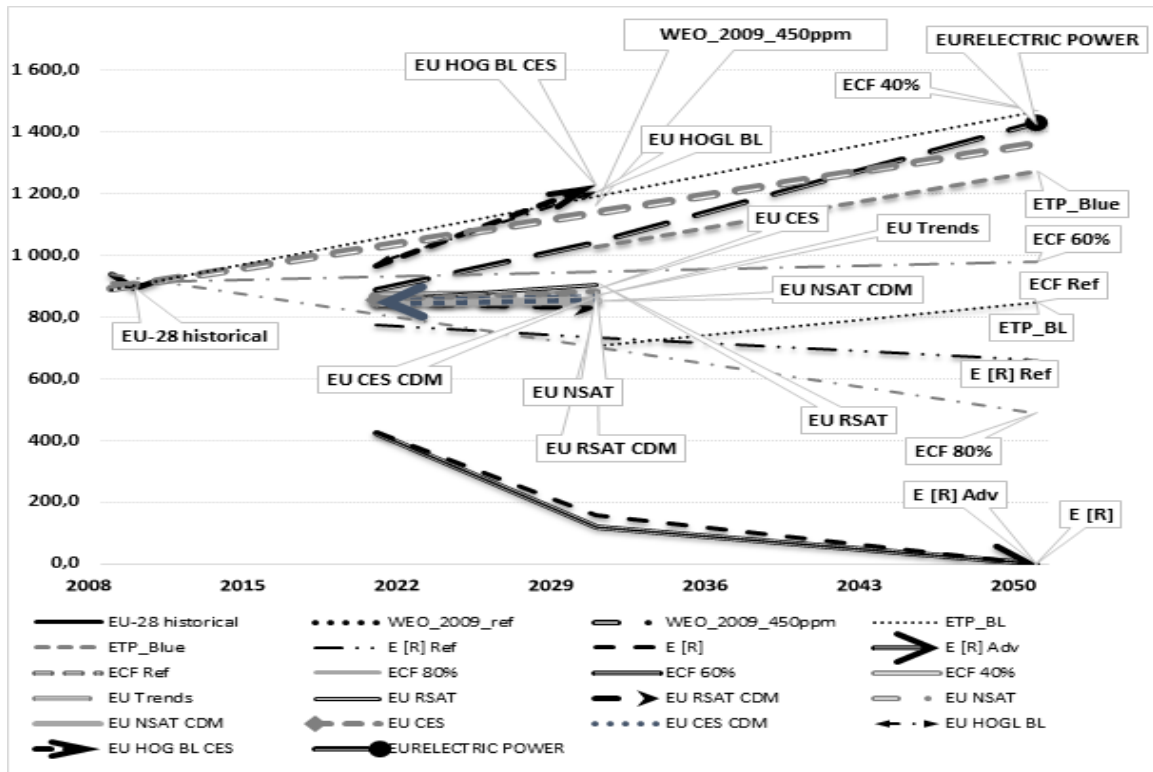 WEO_2009_450ppm
EURELECTRIC POWER
EU HOG BL CES
1 600,0
ECF 40%
1 400,0
EU HOGL BL
1 200,0
ETP_Blue
EU CES
EU Trends
1 000,0
ECF 60%
EU NSAT CDM
ECF Ref
800,0
EU-28 historical
ETP_BL
EU CES CDM
E [R] Ref
600,0
EU NSAT
EU RSAT
EU RSAT CDM
400,0
ECF 80%
200,0
E [R] Adv
E [R]
0,0
2008 2015 2022 2029 2036 2043 2050
EU-28 historical WEO_2009_ref WEO_2009_450ppm ETP_BL
ETP_Blue E [R] Ref E [R] E [R] Adv
ECF Ref ECF 80% ECF 60% ECF 40%
EU Trends EU RSAT EU RSAT CDM EU NSAT
EU NSAT CDM EU CES EU CES CDM EU HOGL BL
EU HOG BL CES EURELECTRIC POWER